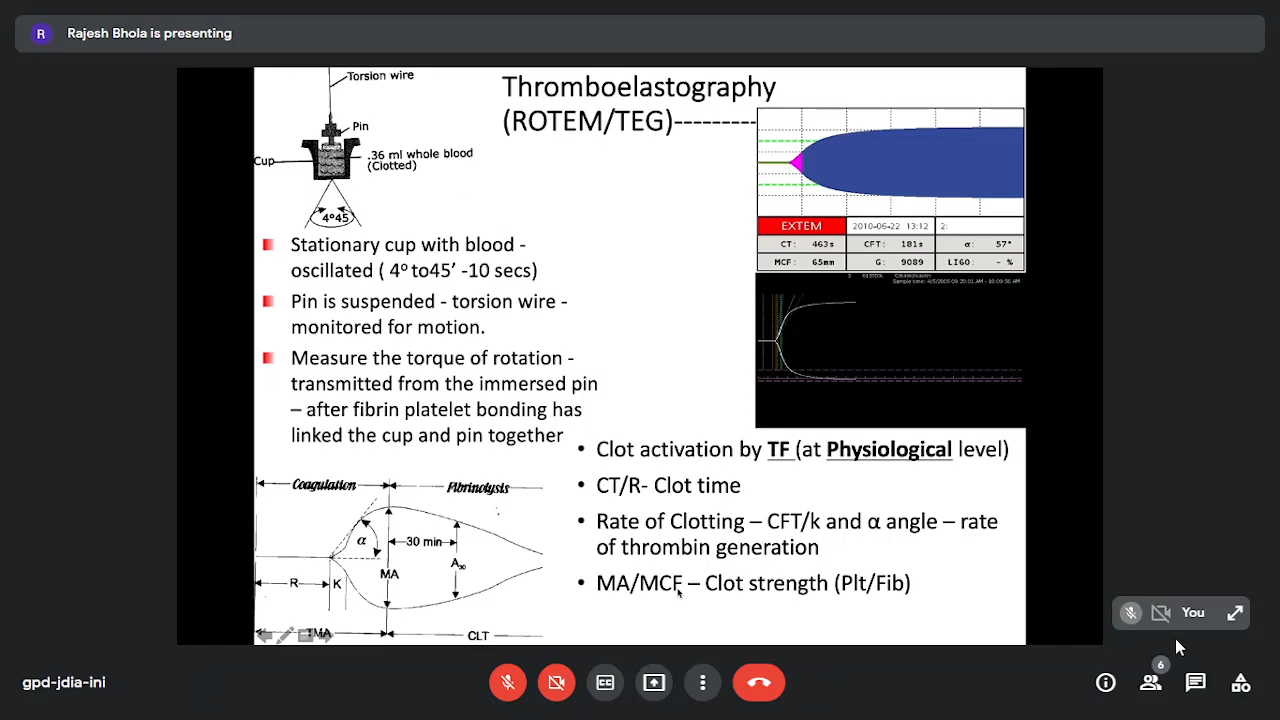 R
Rajesh Bhola is presenting
Torsion wire
Pin
Cup
.36 ml whole blood
(Clotted)
4°45
Thromboelastography
(ROTEM/TEG)---------
EXTEM
2010-06-22 13:12
2:
CT: 463s
CFT: 181s
α: 57°
MCF: 65mm
G: 9089
LI60: - %
Stationary cup with blood -
oscillated ( 4º to45’ -10 secs)
Pin is suspended - torsion wire -
monitored for motion.
Measure the torque of rotation -
transmitted from the immersed pin
– after fibrin platelet bonding has
linked the cup and pin together
• Clot activation by TF (at Physiological level)
• CT/R- Clot time
• Rate of Clotting – CFT/k and α angle – rate
of thrombin generation
• MA/MCF – Clot strength (Plt/Fib)
Coagulation
Fibrinolysis
α
30 min
MA
A30
R
K
TMA
CLT
You
gpd-jdia-ini
CC
6